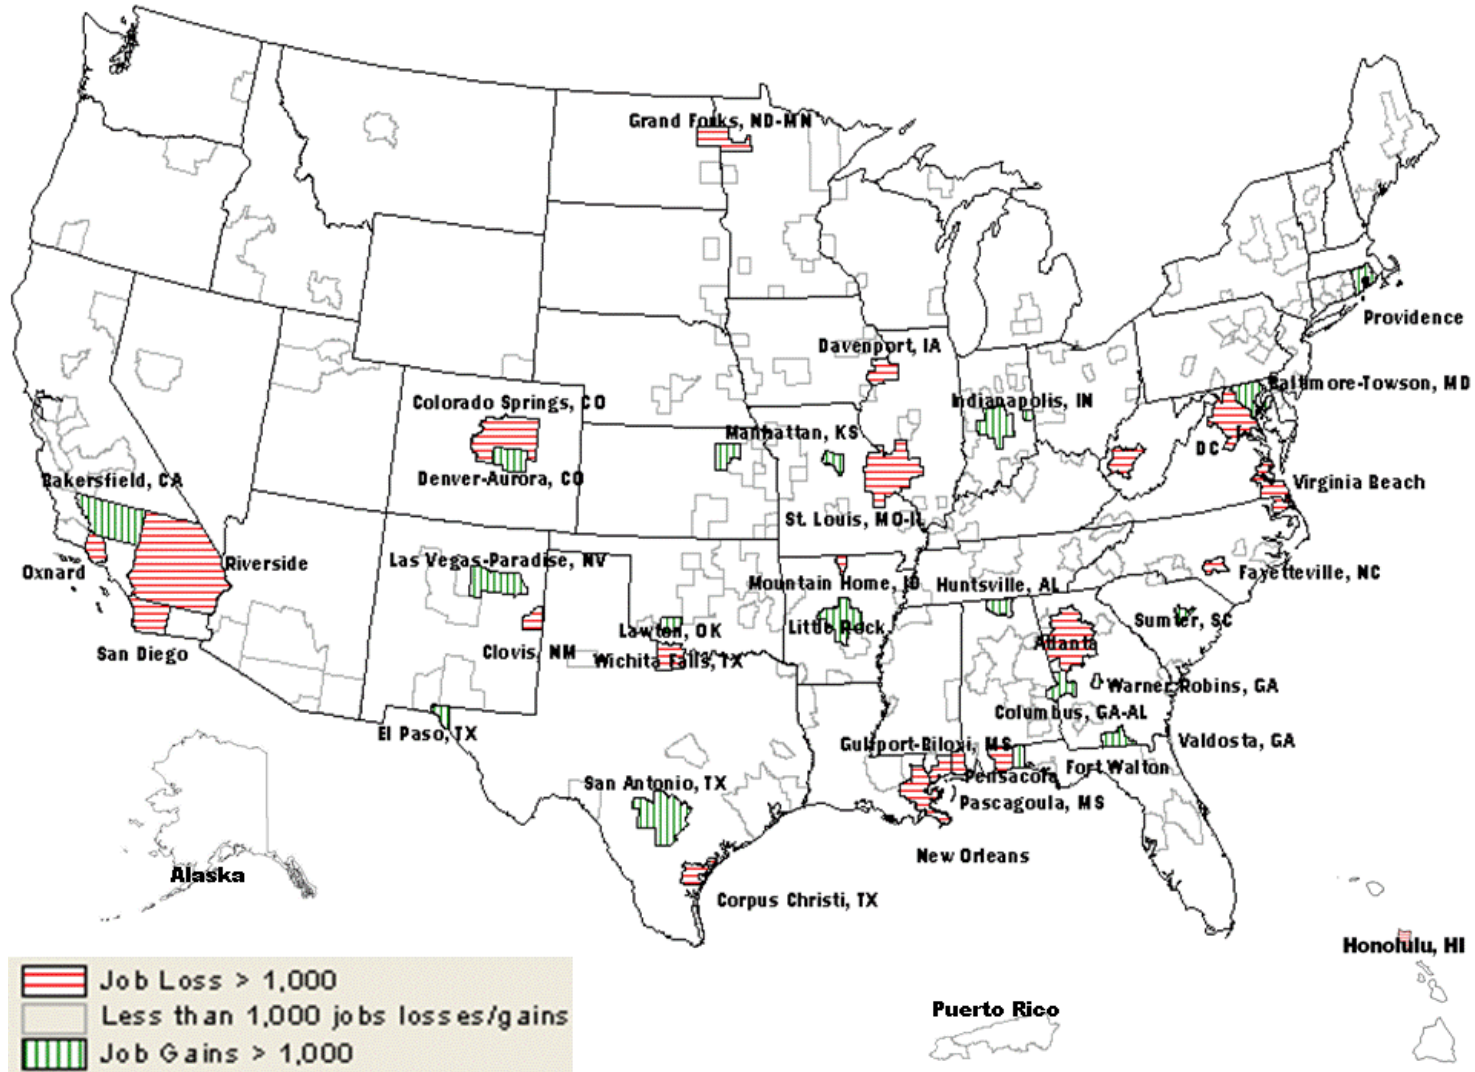 Grand Forks, ND-MN
Providence
Davenport, IA
Baltimore-Towson, MD
Colorado Springs, CO
Indianapolis, IN
Manhattan, KS
DC
Denver-Aurora, CO
Bakersfield, CA
Virginia Beach
St. Louis, MO-IL
Las Vegas-Paradise, NV
Riverside
Oxnard
Mountain Home, ID
Huntsville, AL
Fayetteville, NC
Lawton, OK
Little Rock
Sumter, SC
Atlanta
San Diego
Clovis, NM
Wichita Falls, TX
Warner Robins, GA
Columbus, GA-AL
El Paso, TX
Gulfport-Biloxi, MS
Valdosta, GA
Fort Walton
Pensacola
San Antonio, TX
Pascagoula, MS
New Orleans
Alaska
Corpus Christi, TX
Honolulu, HI
Job Loss > 1,000
Less than 1,000 jobs losses/gains
Job Gains > 1,000
Puerto Rico